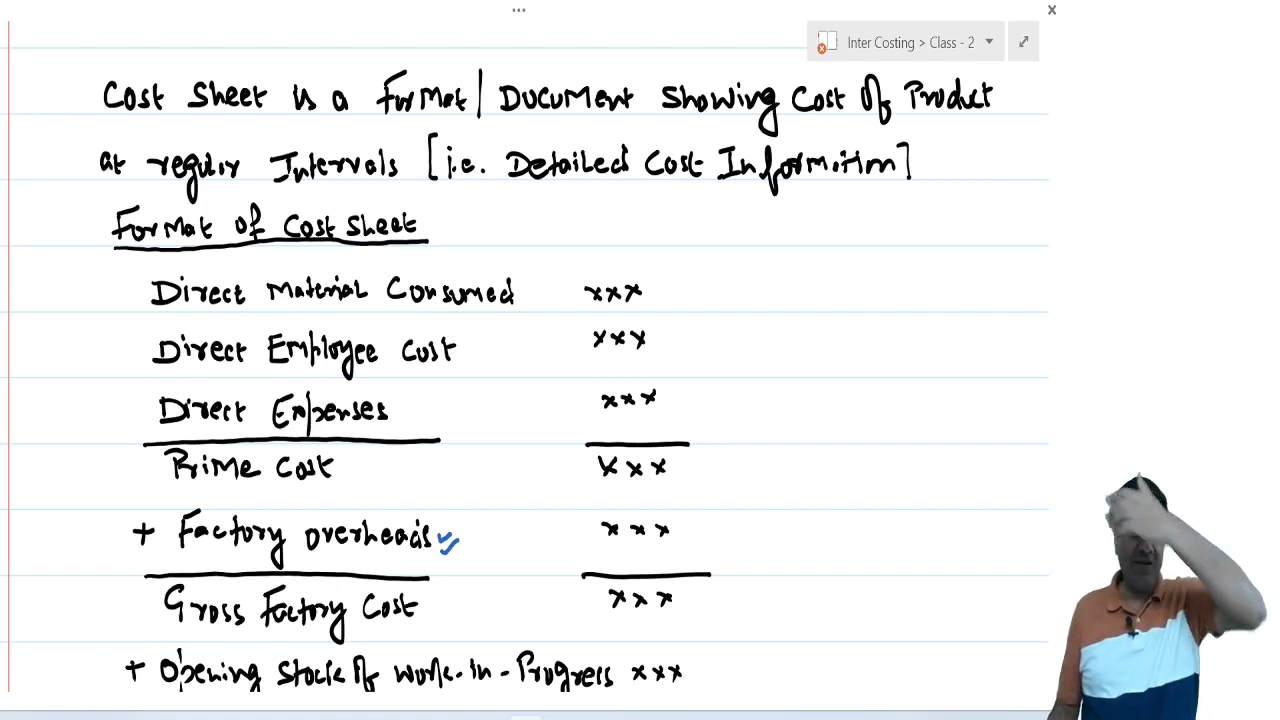 Inter Costing > Class - 2
Cost Sheet is a Format | Document Showing Cost of Product
at regular Intervals [i.e. Detailed Cost Information]
Format of Cost Sheet
Direct Material Consumed xxx
Direct Employee Cost xxx
Direct Expenses xxx
Prime Cost xxx
+ Factory overheads xxx
Gross Factory Cost xxx
+ Opening Stock of work-in-Progress xxx